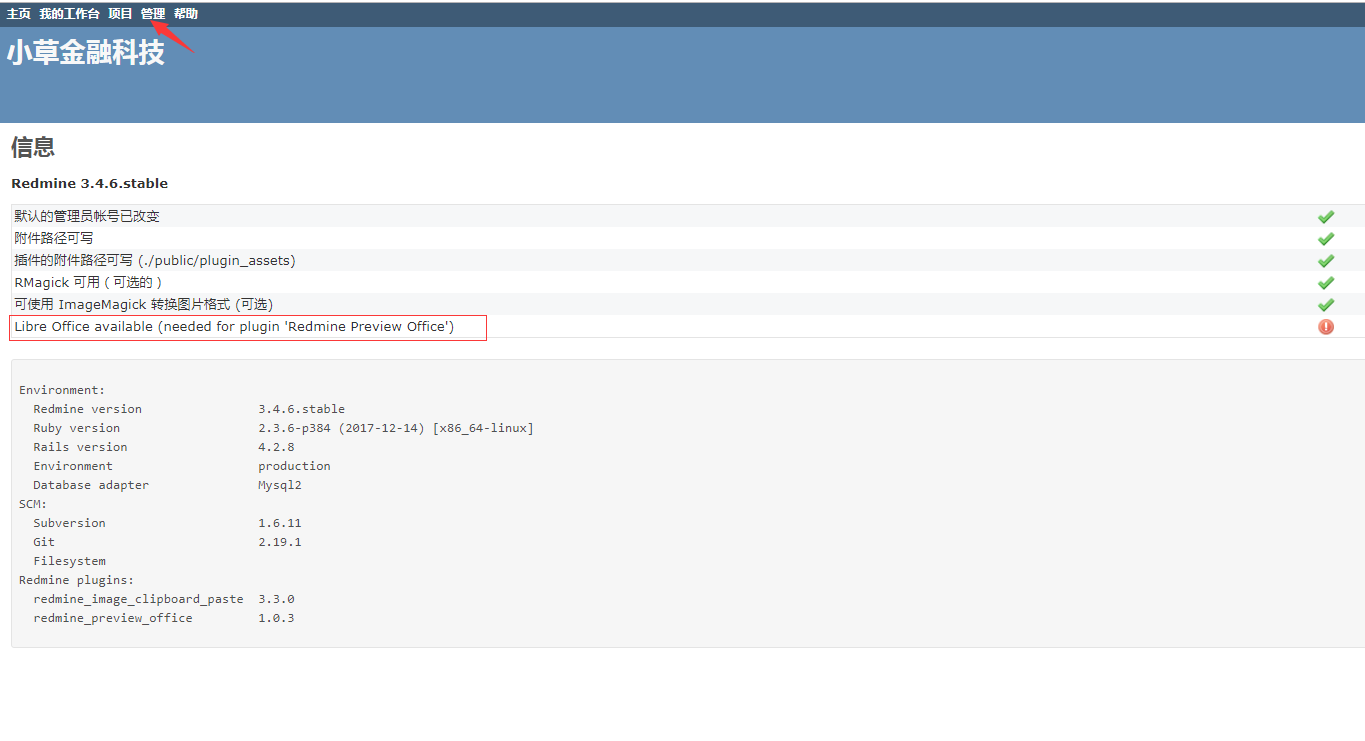 主页 我的工作台 项目 管理 帮助
小草金融科技
信息
Redmine 3.4.6.stable
默认的管理员帐号已改变
附件路径可写
插件的附件路径可写 (./public/plugin_assets)
RMagick 可用 ( 可选的 )
可使用 ImageMagick 转换图片格式 (可选)
Libre Office available (needed for plugin 'Redmine Preview Office')
Environment:
Redmine version 3.4.6.stable
Ruby version 2.3.6-p384 (2017-12-14) [x86_64-linux]
Rails version 4.2.8
Environment production
Database adapter Mysql2
SCM:
Subversion 1.6.11
Git 2.19.1
Filesystem
Redmine plugins:
redmine_image_clipboard_paste 3.3.0
redmine_preview_office 1.0.3